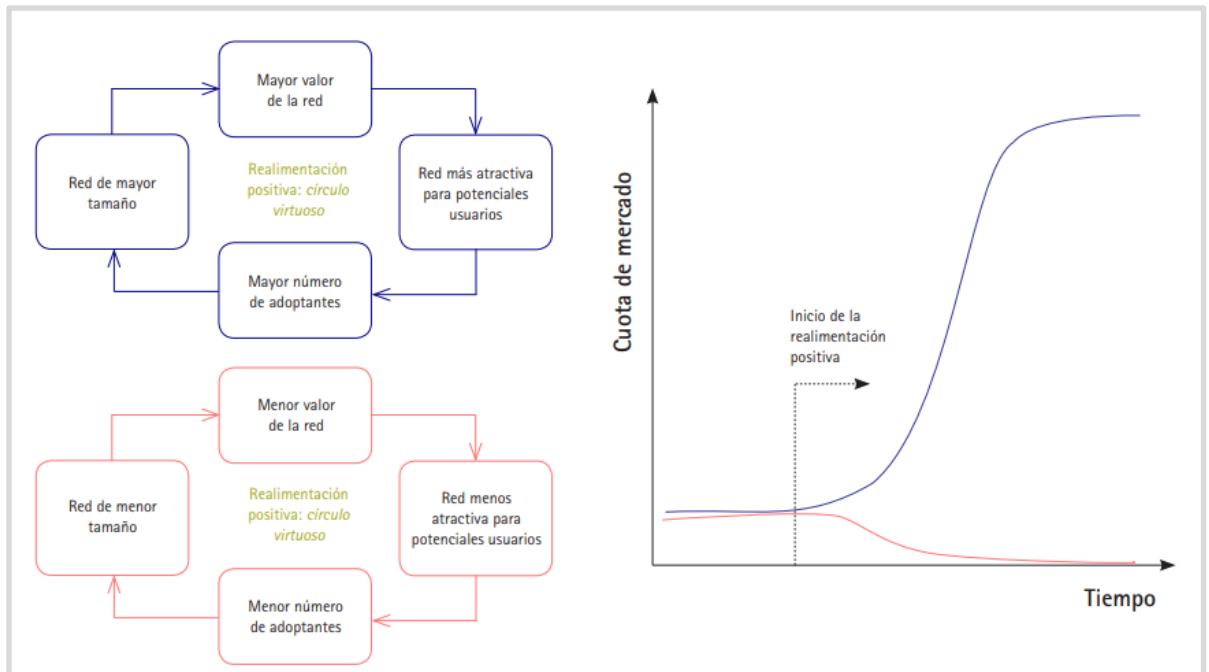 Mayor valor
de la red
Red de mayor
tamaño
Realimentación
positiva: círculo
virtuoso
Red más atractiva
para potenciales
usuarios
Mayor número
de adoptantes
Menor valor
de la red
Red de menor
tamaño
Realimentación
positiva: círculo
virtuoso
Red menos
atractiva para
potenciales usuarios
Menor número
de adoptantes
Cuota de mercado
Inicio de la
realimentación
positiva
Tiempo